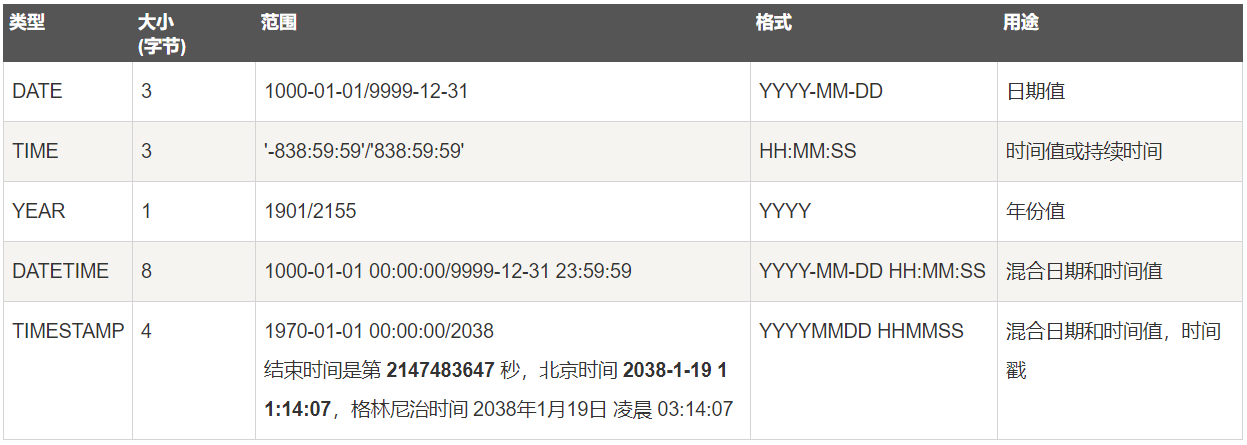 类型 大小 范围 格式 用途
(字节)
DATE 3 1000-01-01/9999-12-31 YYYY-MM-DD 日期值
TIME 3 '-838:59:59'/'838:59:59' HH:MM:SS 时间值或持续时间
YEAR 1 1901/2155 YYYY 年份值
DATETIME 8 1000-01-01 00:00:00/9999-12-31 23:59:59 YYYY-MM-DD HH:MM:SS 混合日期和时间值
TIMESTAMP 4 1970-01-01 00:00:00/2038 YYYYMMDD HHMMSS 混合日期和时间值，时间
结束时间是第 2147483647 秒，北京时间 2038-1-19 1 戳
1:14:07，格林尼治时间 2038年1月19日 凌晨 03:14:07